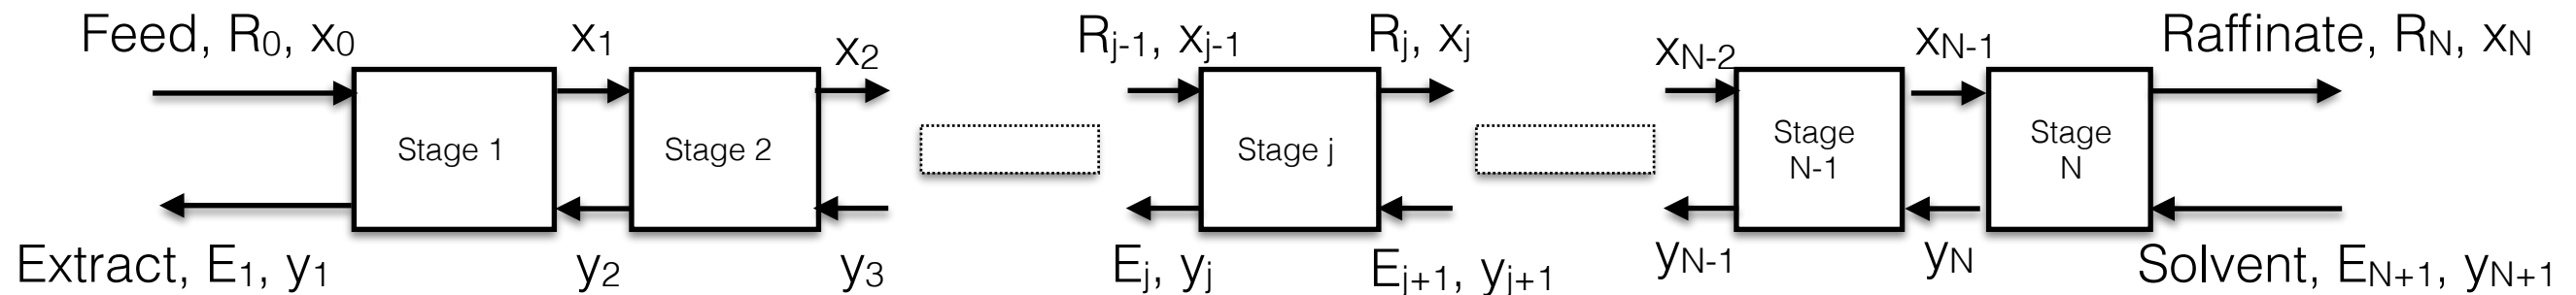 Feed, R0, x0
x1
x2
Rj-1, xj-1
Rj, xj
xN-2
xN-1
Raffinate, RN, xN
Stage 1
Stage 2
Stage j
Stage
N-1
Stage
N
Extract, E1, y1
y2
y3
Ej, yj
Ej+1, yj+1
yN-1
yN
Solvent, EN+1, yN+1